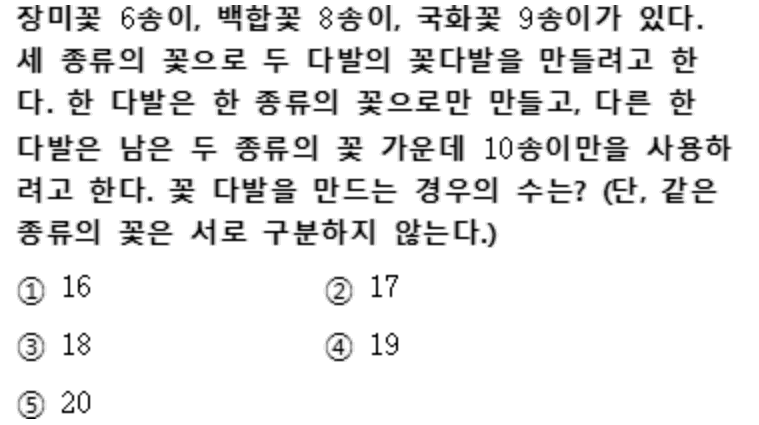 장미꽃 6송이, 백합꽃 8송이, 국화꽃 9송이가 있다.
세 종류의 꽃으로 두 다발의 꽃다발을 만들려고 한
다. 한 다발은 한 종류의 꽃으로만 만들고, 다른 한
다발은 남은 두 종류의 꽃 가운데 10송이만을 사용하
려고 한다. 꽃 다발을 만드는 경우의 수는? (단, 같은
종류의 꽃은 서로 구분하지 않는다.)
① 16 ② 17
③ 18 ④ 19
⑤ 20